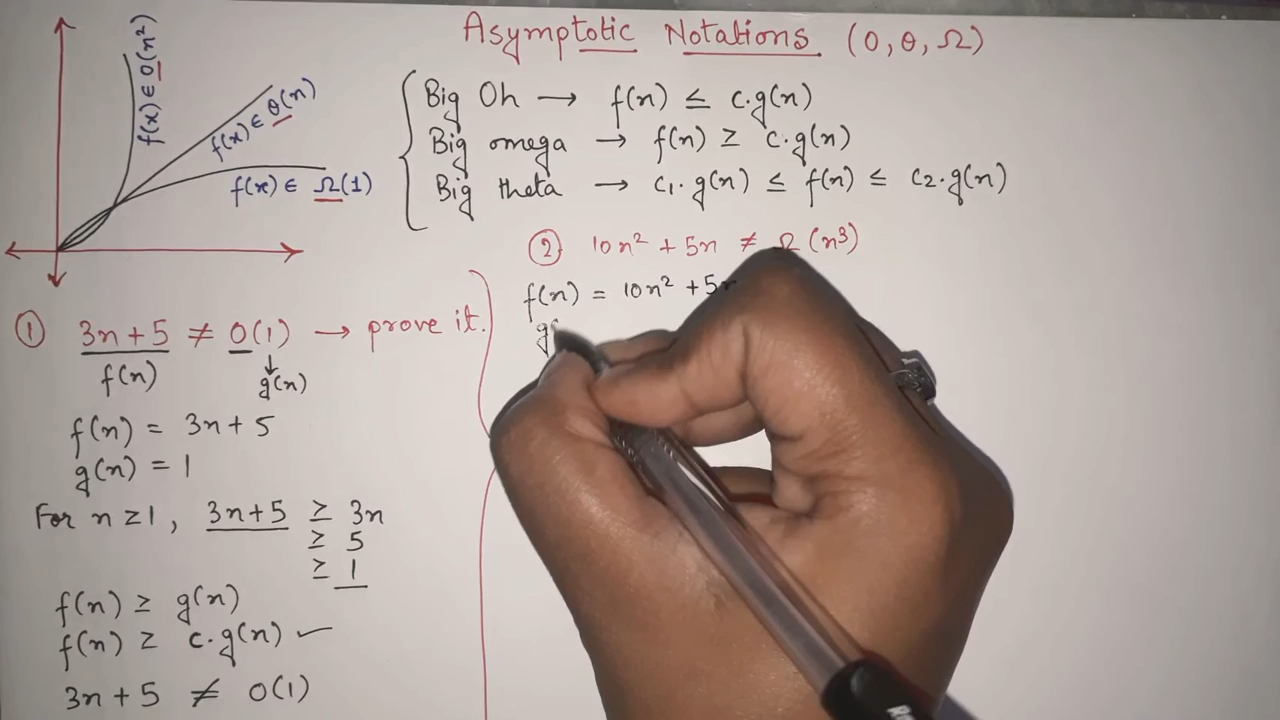 Asymptotic Notations (O, θ, Ω)
Big Oh → f(n) ≤ c.g(n)
Big omega → f(n) ≥ c.g(n)
Big theta → c1.g(n) ≤ f(n) ≤ c2.g(n)
f(x) ∈ O(n²)
f(x) ∈ θ(n)
f(x) ∈ Ω(1)
① 3n+5 ≠ O(1) → prove it.
f(n) g(n)
f(n) = 3n+5
g(n) = 1
For n ≥ 1, 3n+5 ≥ 3n
≥ 5
≥ 1
f(n) ≥ g(n)
f(n) ≥ c.g(n) ✓
3n+5 ≠ O(1)
② 10n² + 5n ≠ Ω(n³)
f(n) = 10n² + 5n
g(